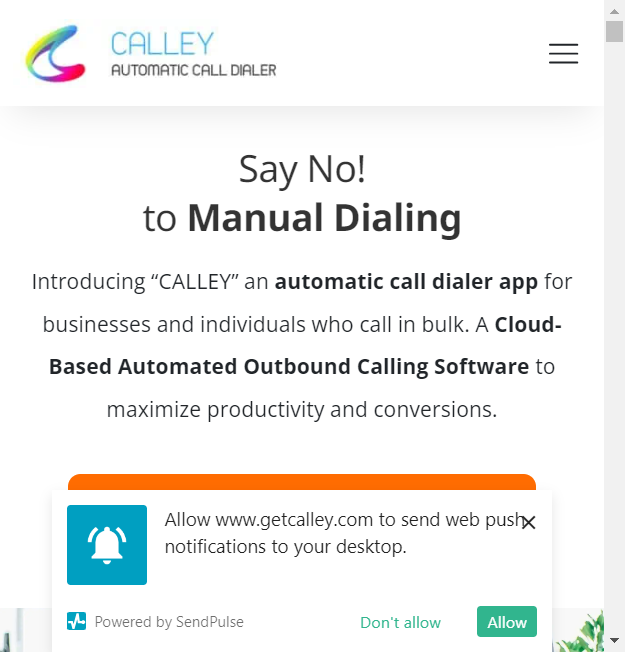 CALLEY
AUTOMATIC CALL DIALER
Say No!
to Manual Dialing
Introducing “CALLEY” an automatic call dialer app for
businesses and individuals who call in bulk. A Cloud-
Based Automated Outbound Calling Software to
maximize productivity and conversions.
Allow www.getcalley.com to send web push
notifications to your desktop.
Powered by SendPulse
Don't allow
Allow